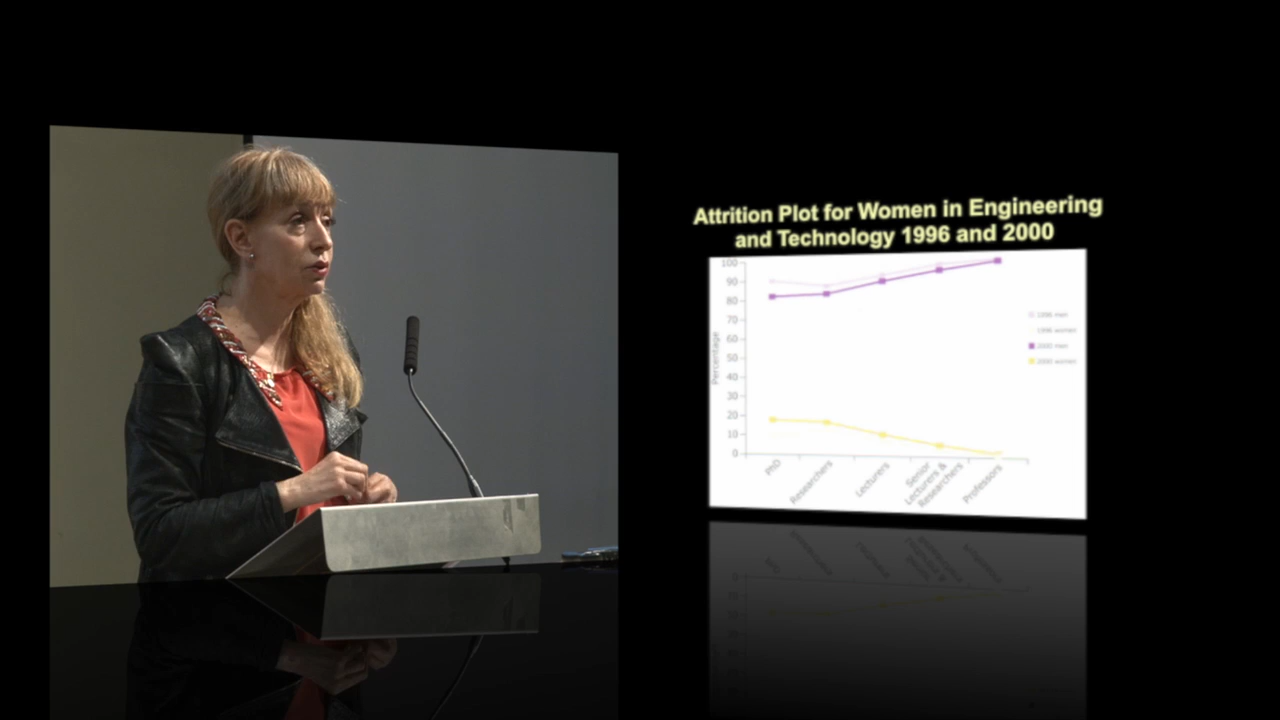 Attrition Plot for Women in Engineering
and Technology 1996 and 2000
100
90
80
70
60
50
40
30
20
10
0
Percentage
PhD
Researchers
Lecturers
Senior
Lecturers &
Researchers
Professors
1996 men
1996 women
2000 men
2000 women